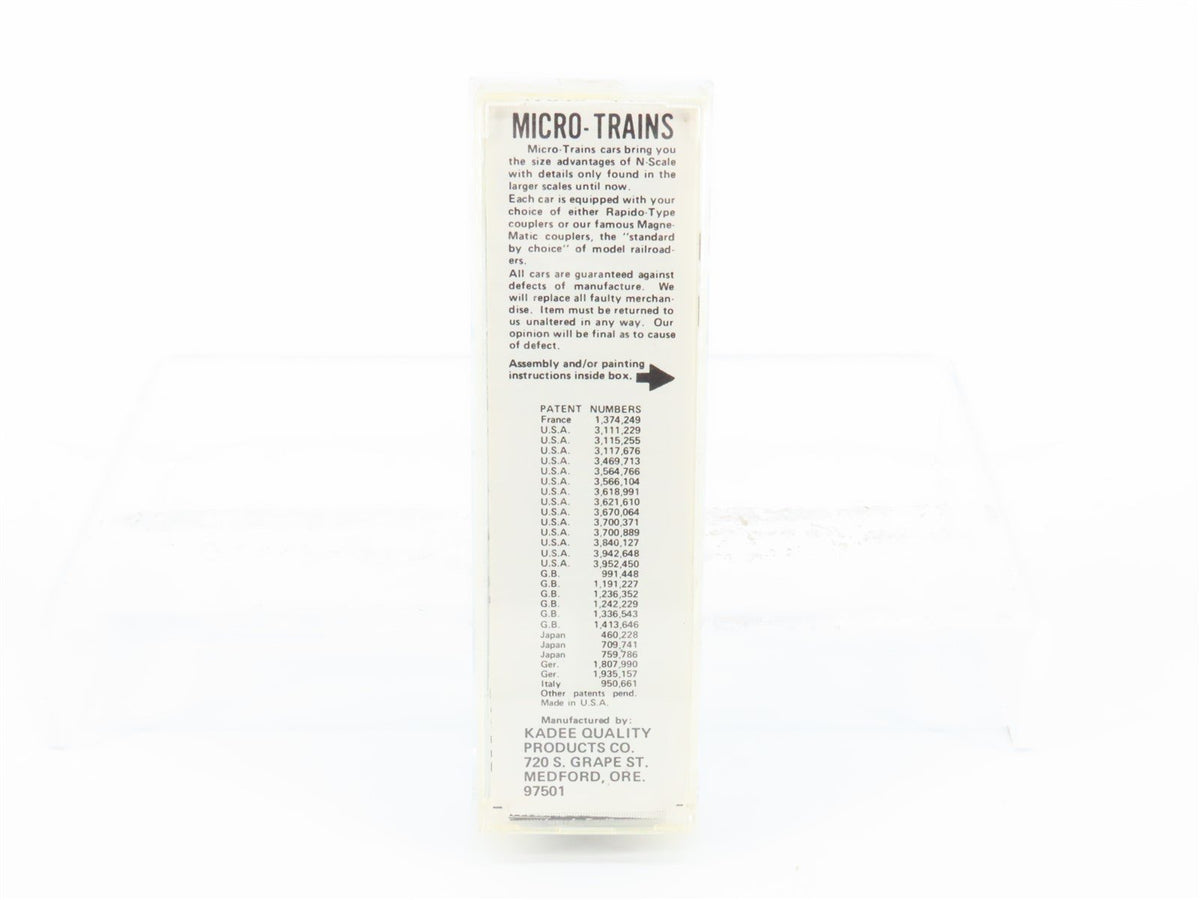 MICRO-TRAINS
Micro-Trains cars bring you
the size advantages of N-Scale
with details only found in the
larger scales until now.
Each car is equipped with your
choice of either Rapido-Type
couplers or our famous Magne-
Matic couplers, the "standard
by choice" of model railroad-
ers.
All cars are guaranteed against
defects of manufacture. We
will replace all faulty merchan-
dise. Item must be returned to
us unaltered in any way. Our
opinion will be final as to cause
of defect.
Assembly and/or painting
instructions inside box.
PATENT NUMBERS
France 1,374,249
U.S.A. 3,111,229
U.S.A. 3,115,255
U.S.A. 3,117,676
U.S.A. 3,469,713
U.S.A. 3,564,766
U.S.A. 3,566,104
U.S.A. 3,618,991
U.S.A. 3,621,610
U.S.A. 3,670,064
U.S.A. 3,700,371
U.S.A. 3,700,889
U.S.A. 3,840,127
U.S.A. 3,942,648
U.S.A. 3,952,450
G.B. 991,448
G.B. 1,191,227
G.B. 1,236,352
G.B. 1,242,229
G.B. 1,336,543
G.B. 1,413,646
Japan 460,228
Japan 709,741
Japan 759,786
Ger. 1,807,990
Ger. 1,935,157
Italy 950,661
Other patents pend.
Made in U.S.A.
Manufactured by:
KADEE QUALITY
PRODUCTS CO.
720 S. GRAPE ST.
MEDFORD, ORE.
97501